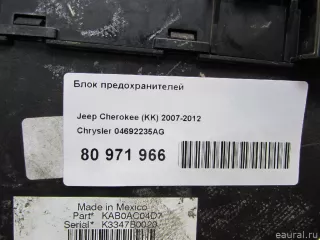 Блок предохранителей
Jeep Cherokee (KK) 2007-2012
Chrysler 04692235AG
80 971 966
Made in Mexico
Part* KAB0AC04D7
Serial* K3347B0020
eaural.ru